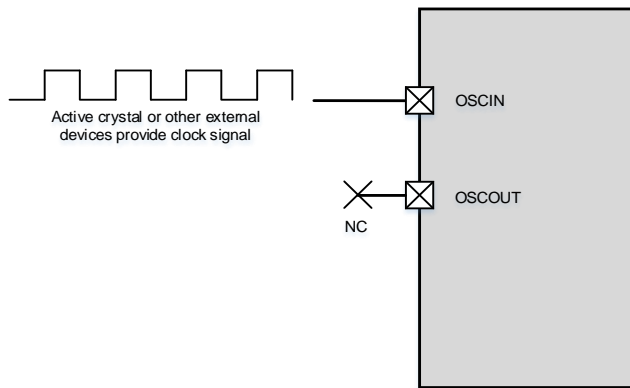 OSCIN
Active crystal or other external
devices provide clock signal
OSCOUT
NC